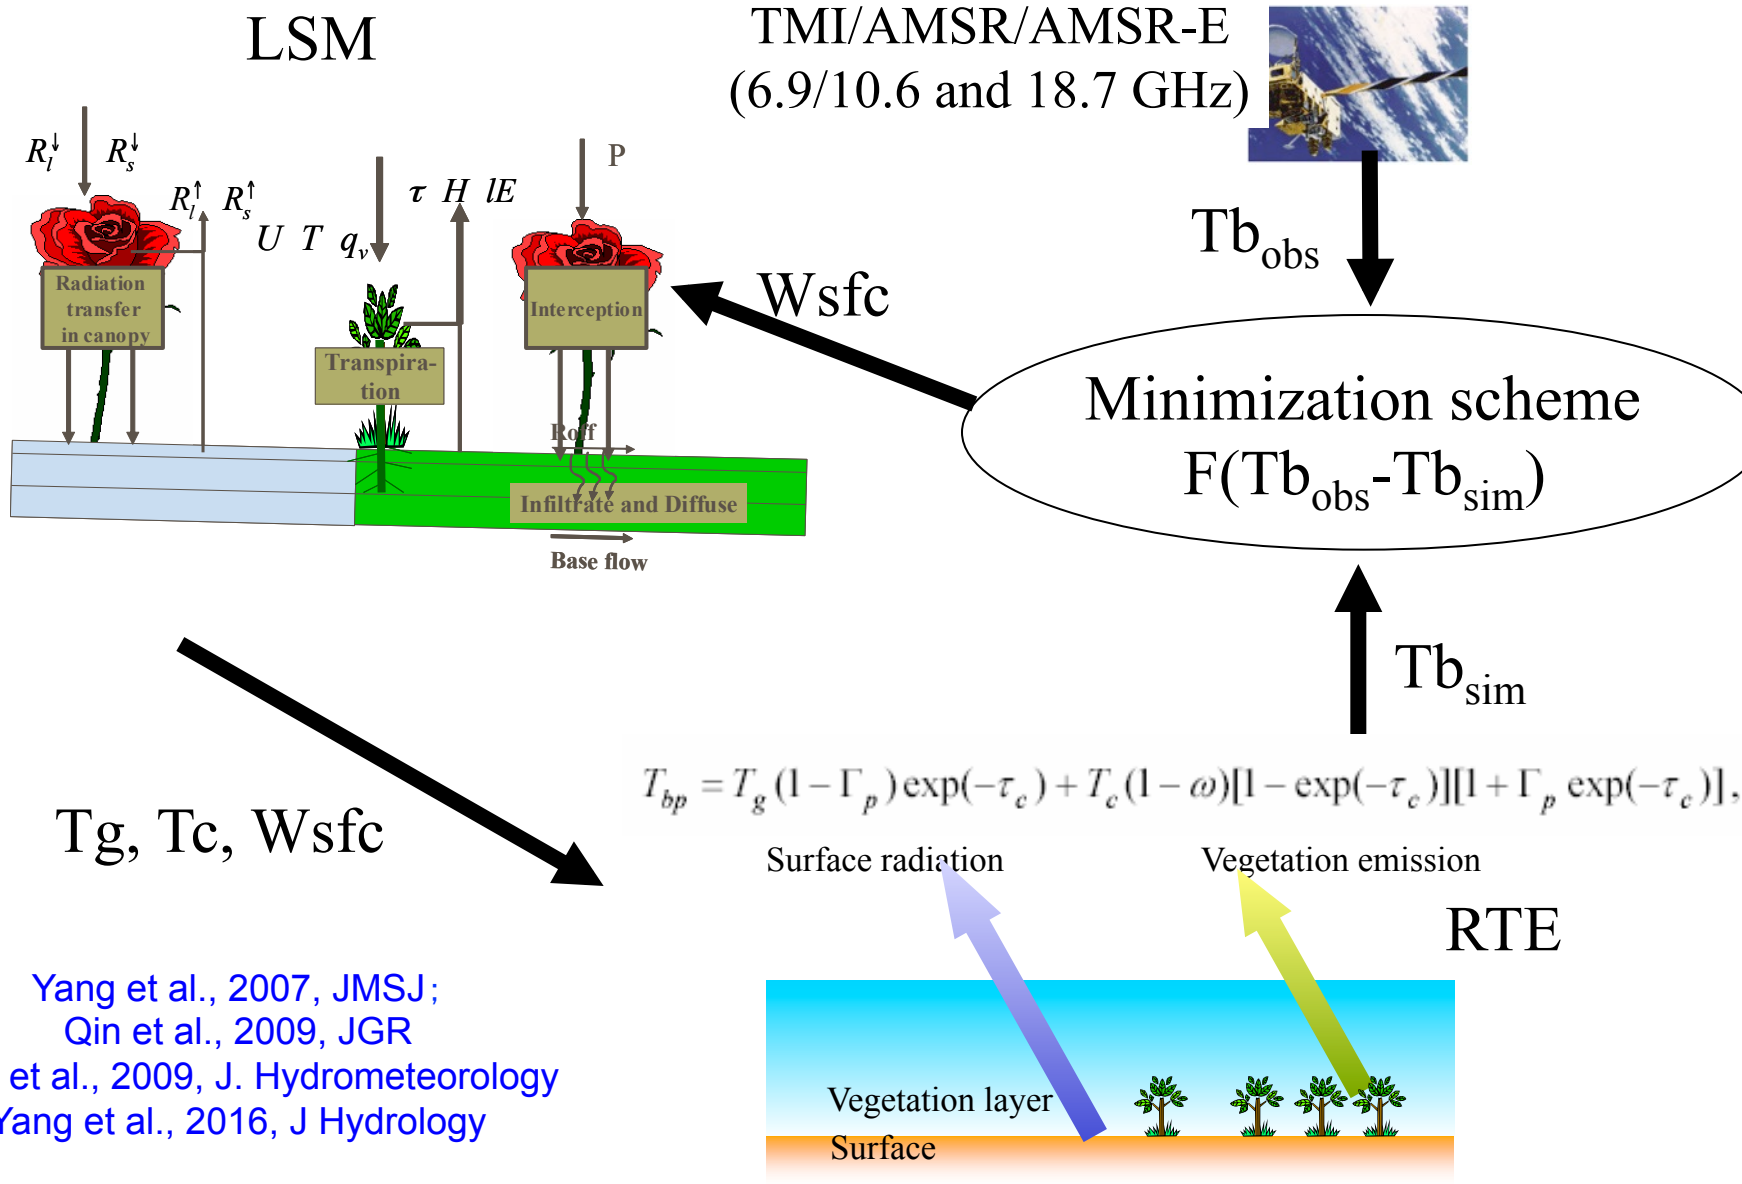 LSM
TMI/AMSR/AMSR-E
(6.9/10.6 and 18.7 GHz)
R_l^↓ R_s^↓
R_l^↑ R_s^↑
U T q_v
τ H lE
P
Radiation
transfer
in canopy
Transpira-
tion
Interception
Roff
Infiltrate and Diffuse
Base flow
Wsfc
Tb_obs
Minimization scheme
F(Tb_obs-Tb_sim)
Tb_sim
T_bp = T_g (1 − Γ_p) exp(−τ_c) + T_c (1 − ω)[1 − exp(−τ_c)][1 + Γ_p exp(−τ_c)],
Surface radiation
Vegetation emission
RTE
Tg, Tc, Wsfc
Vegetation layer
Surface
Yang et al., 2007, JMSJ;
Qin et al., 2009, JGR
et al., 2009, J. Hydrometeorology
Yang et al., 2016, J Hydrology